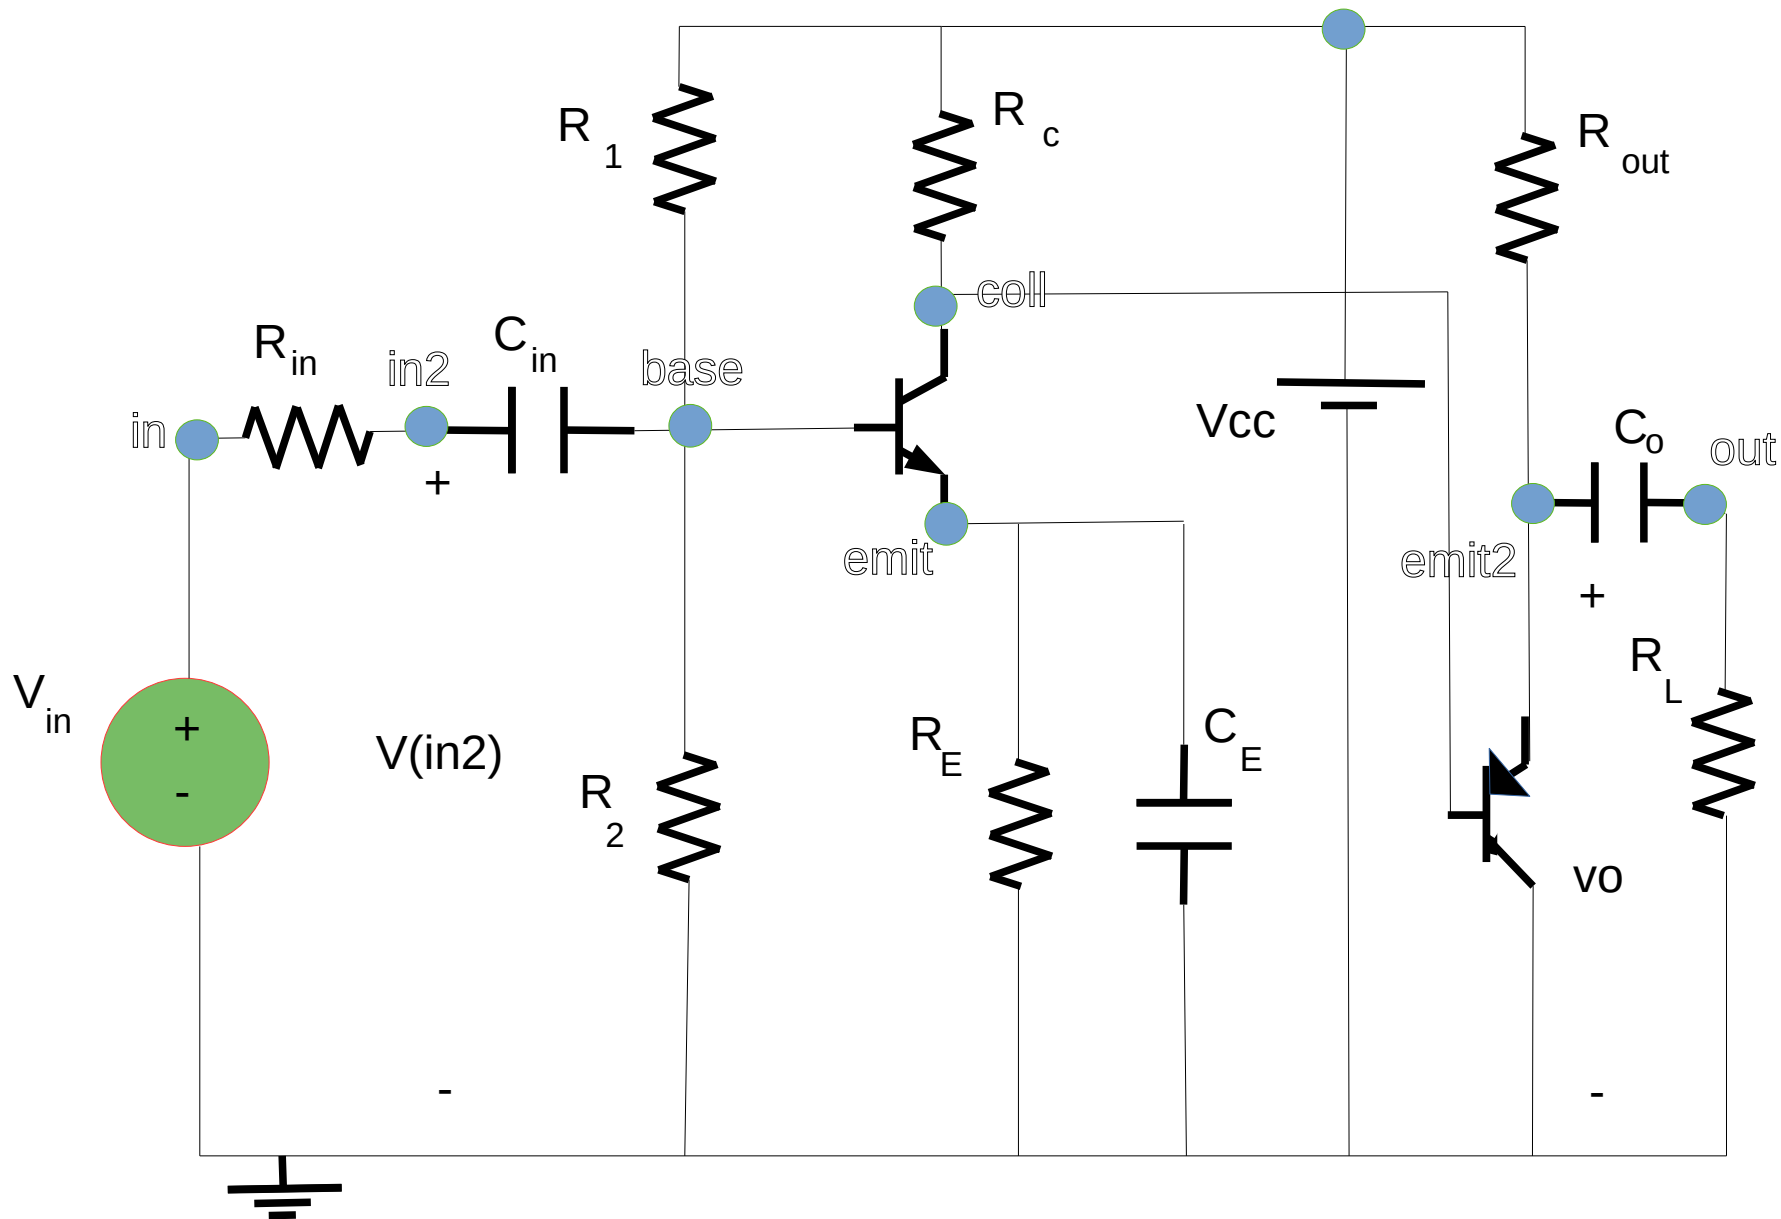 R c
R 1
R out
coll
C in
R in
in2
base
Vcc
in
C o
out
+
emit
emit2
+
R L
V in
+
-
V(in2)
R E
C E
R 2
vo
-
-